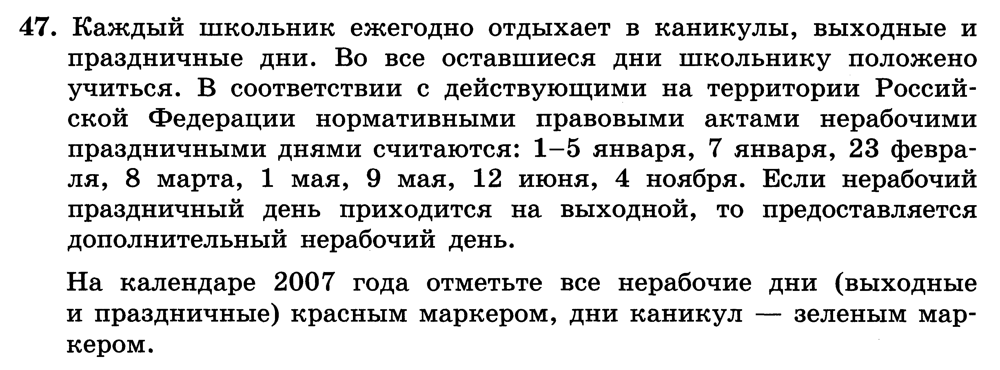 47. Каждый школьник ежегодно отдыхает в каникулы, выходные и
праздничные дни. Во все оставшиеся дни школьнику положено
учиться. В соответствии с действующими на территории Россий-
ской Федерации нормативными правовыми актами нерабочими
праздничными днями считаются: 1–5 января, 7 января, 23 февра-
ля, 8 марта, 1 мая, 9 мая, 12 июня, 4 ноября. Если нерабочий
праздничный день приходится на выходной, то предоставляется
дополнительный нерабочий день.
На календаре 2007 года отметьте все нерабочие дни (выходные
и праздничные) красным маркером, дни каникул — зеленым мар-
кером.